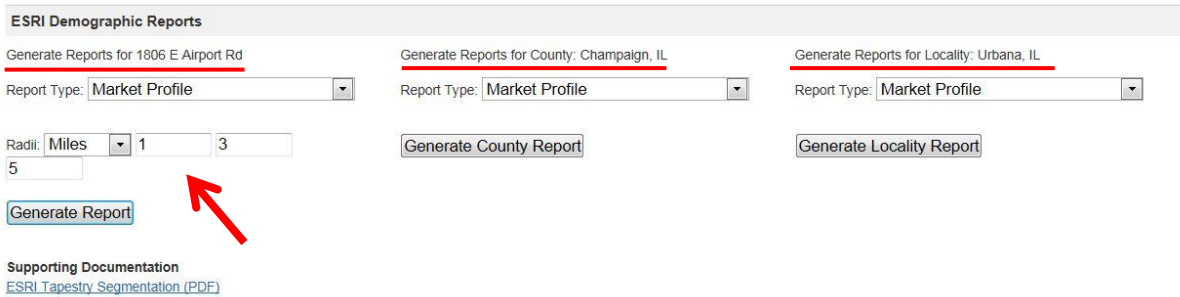 ESRI Demographic Reports
Generate Reports for 1806 E Airport Rd
Report Type: Market Profile
Radii: Miles 1 3
5
Generate Report
Generate Reports for County: Champaign, IL
Report Type: Market Profile
Generate County Report
Generate Reports for Locality: Urbana, IL
Report Type: Market Profile
Generate Locality Report
Supporting Documentation
ESRI Tapestry Segmentation (PDF)